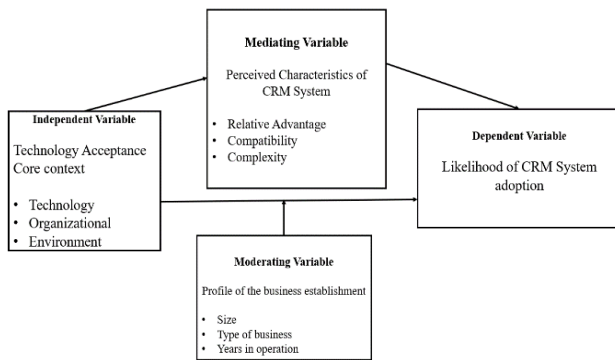 Mediating Variable
Perceived Characteristics of
CRM System
• Relative Advantage
• Compatibility
• Complexity
Independent Variable
Technology Acceptance
Core context
• Technology
• Organizational
• Environment
Dependent Variable
Likelihood of CRM System
adoption
Moderating Variable
Profile of the business establishment
• Size
• Type of business
• Years in operation